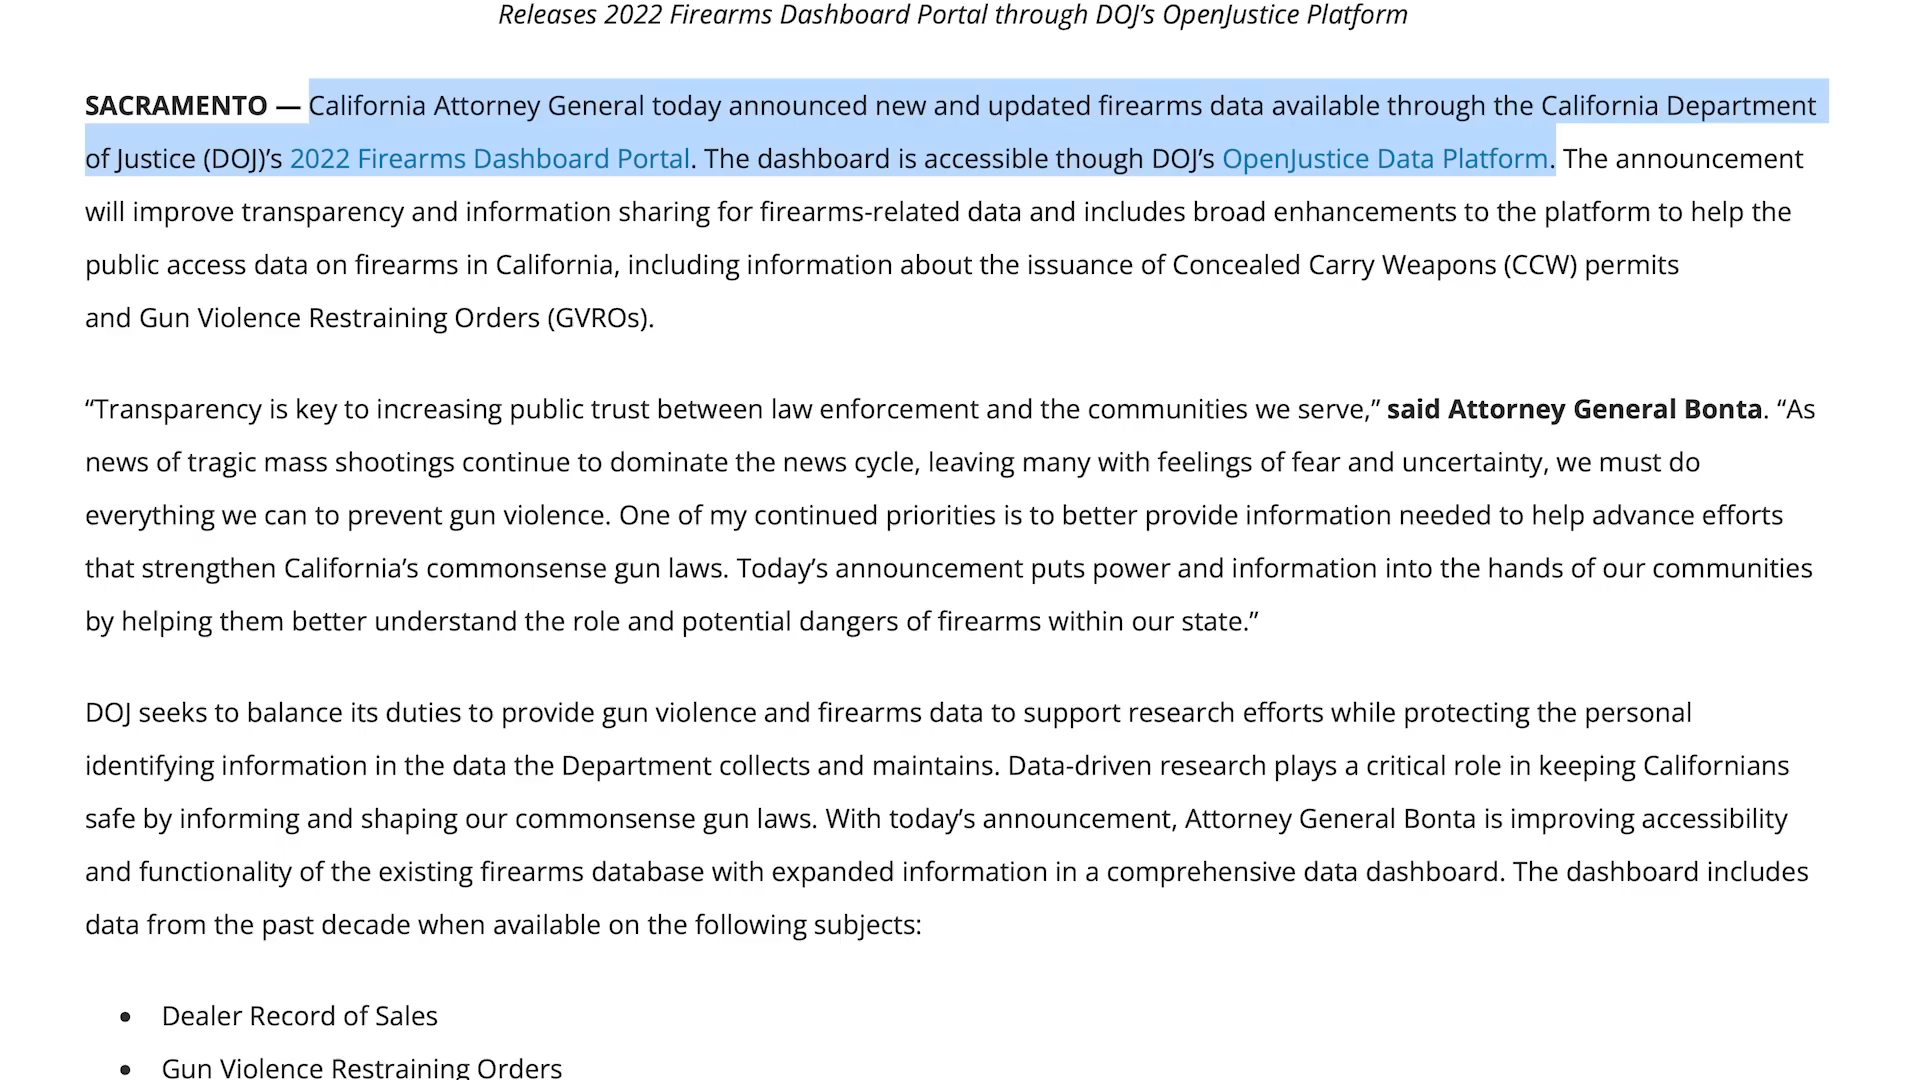 Releases 2022 Firearms Dashboard Portal through DOJ’s OpenJustice Platform
SACRAMENTO — California Attorney General today announced new and updated firearms data available through the California Department
of Justice (DOJ)’s 2022 Firearms Dashboard Portal. The dashboard is accessible though DOJ’s OpenJustice Data Platform. The announcement
will improve transparency and information sharing for firearms-related data and includes broad enhancements to the platform to help the
public access data on firearms in California, including information about the issuance of Concealed Carry Weapons (CCW) permits
and Gun Violence Restraining Orders (GVROs).
“Transparency is key to increasing public trust between law enforcement and the communities we serve,” said Attorney General Bonta. “As
news of tragic mass shootings continue to dominate the news cycle, leaving many with feelings of fear and uncertainty, we must do
everything we can to prevent gun violence. One of my continued priorities is to better provide information needed to help advance efforts
that strengthen California’s commonsense gun laws. Today’s announcement puts power and information into the hands of our communities
by helping them better understand the role and potential dangers of firearms within our state.”
DOJ seeks to balance its duties to provide gun violence and firearms data to support research efforts while protecting the personal
identifying information in the data the Department collects and maintains. Data-driven research plays a critical role in keeping Californians
safe by informing and shaping our commonsense gun laws. With today’s announcement, Attorney General Bonta is improving accessibility
and functionality of the existing firearms database with expanded information in a comprehensive data dashboard. The dashboard includes
data from the past decade when available on the following subjects:
• Dealer Record of Sales
• Gun Violence Restraining Orders